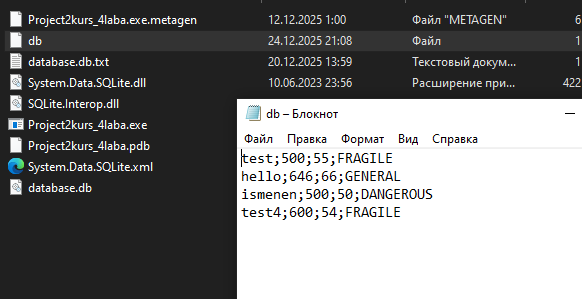 Project2kurs_4laba.exe.metagen 12.12.2025 1:00 Файл "METAGEN" 1
db 24.12.2025 21:08 Файл 1
database.db.txt 20.12.2025 13:59 Текстовый докум... 1
System.Data.SQLite.dll 10.06.2023 23:56 Расширение при... 422
SQLite.Interop.dll
Project2kurs_4laba.exe
Project2kurs_4laba.pdb
System.Data.SQLite.xml
database.db
db – Блокнот
Файл Правка Формат Вид Справка
test;500;55;FRAGILE
hello;646;66;GENERAL
ismenen;500;50;DANGEROUS
test4;600;54;FRAGILE